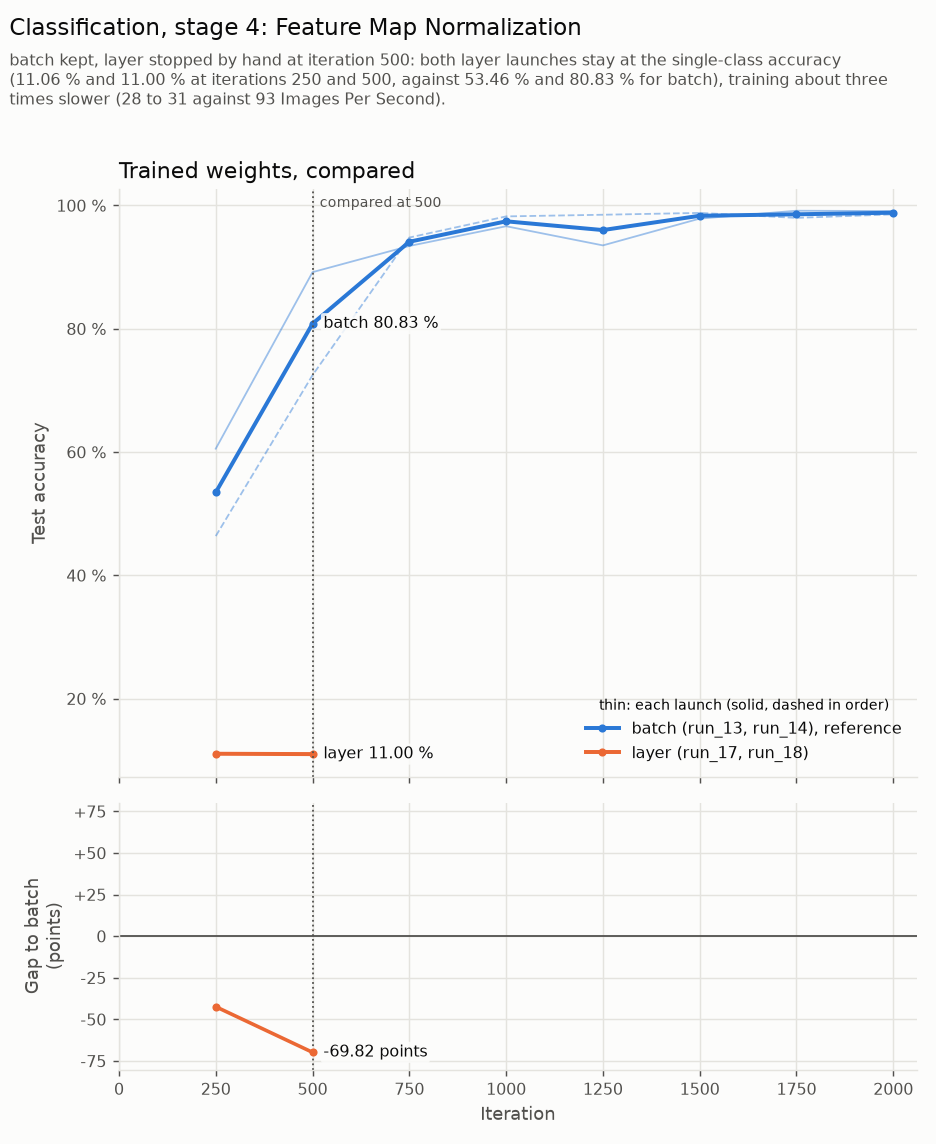 Classification, stage 4: Feature Map Normalization
batch kept, layer stopped by hand at iteration 500: both layer launches stay at the single-class accuracy
(11.06 % and 11.00 % at iterations 250 and 500, against 53.46 % and 80.83 % for batch), training about three
times slower (28 to 31 against 93 Images Per Second).
Trained weights, compared
100 %
80 %
60 %
40 %
20 %
Test accuracy
compared at 500
batch 80.83 %
layer 11.00 %
thin: each launch (solid, dashed in order)
batch (run_13, run_14), reference
layer (run_17, run_18)
+75
+50
+25
0
-25
-50
-75
Gap to batch
(points)
-69.82 points
0 250 500 750 1000 1250 1500 1750 2000
Iteration